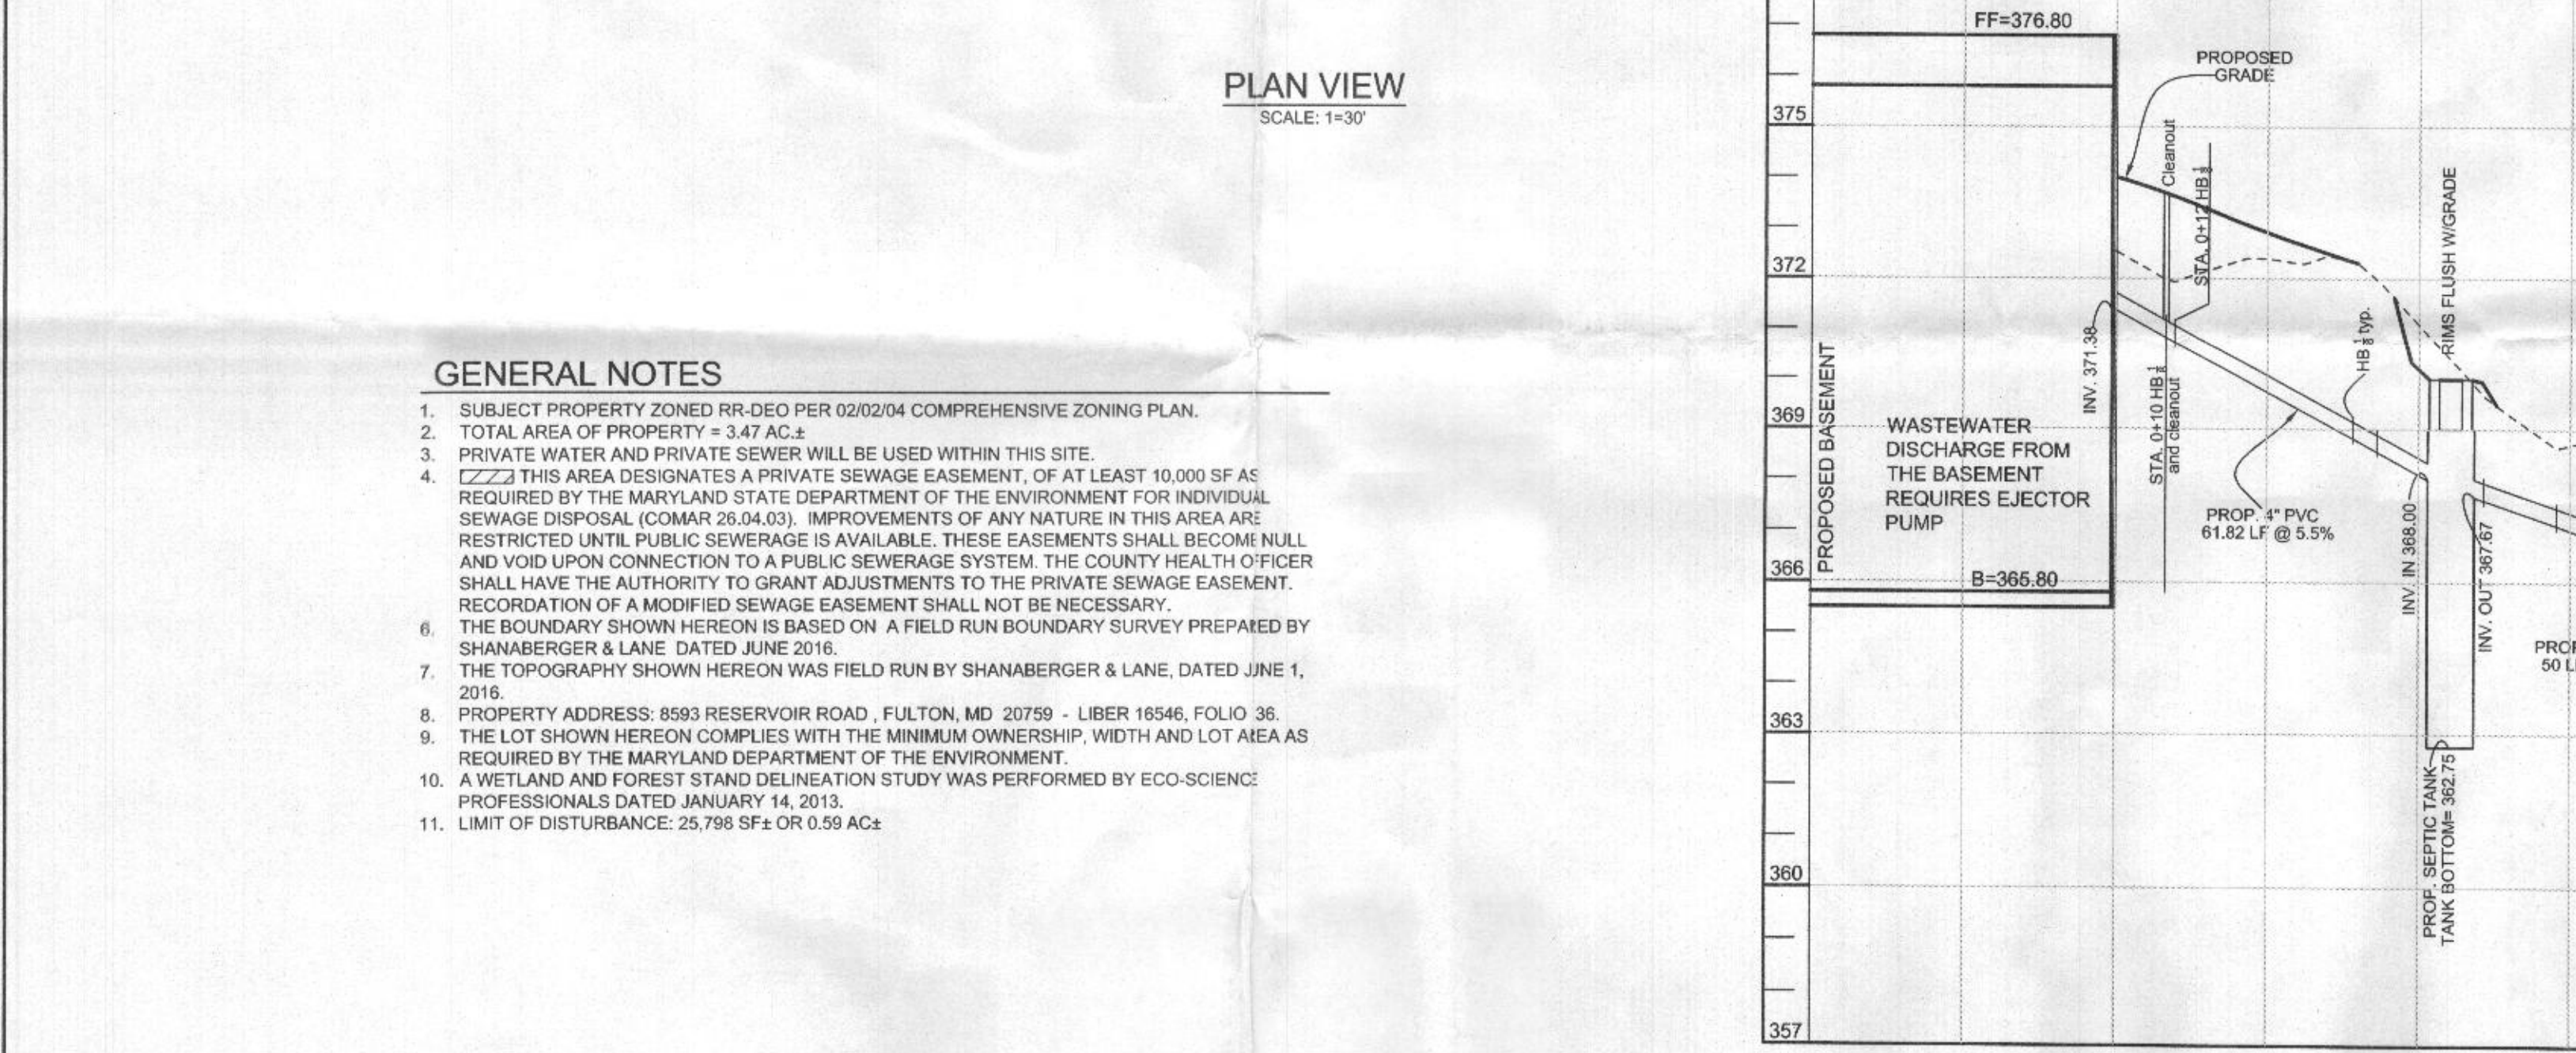 PLAN VIEW
SCALE: 1=30'
GENERAL NOTES
1. SUBJECT PROPERTY ZONED RR-DEO PER 02/02/04 COMPREHENSIVE ZONING PLAN.
2. TOTAL AREA OF PROPERTY = 3.47 AC.±
3. PRIVATE WATER AND PRIVATE SEWER WILL BE USED WITHIN THIS SITE.
4. THIS AREA DESIGNATES A PRIVATE SEWAGE EASEMENT, OF AT LEAST 10,000 SF AS
REQUIRED BY THE MARYLAND STATE DEPARTMENT OF THE ENVIRONMENT FOR INDIVIDUAL
SEWAGE DISPOSAL (COMAR 26.04.03). IMPROVEMENTS OF ANY NATURE IN THIS AREA ARE
RESTRICTED UNTIL PUBLIC SEWERAGE IS AVAILABLE. THESE EASEMENTS SHALL BECOME NULL
AND VOID UPON CONNECTION TO A PUBLIC SEWERAGE SYSTEM. THE COUNTY HEALTH OFFICER
SHALL HAVE THE AUTHORITY TO GRANT ADJUSTMENTS TO THE PRIVATE SEWAGE EASEMENT.
RECORDATION OF A MODIFIED SEWAGE EASEMENT SHALL NOT BE NECESSARY.
6. THE BOUNDARY SHOWN HEREON IS BASED ON A FIELD RUN BOUNDARY SURVEY PREPARED BY
SHANABERGER & LANE DATED JUNE 2016.
7. THE TOPOGRAPHY SHOWN HEREON WAS FIELD RUN BY SHANABERGER & LANE, DATED JUNE 1,
2016.
8. PROPERTY ADDRESS: 8593 RESERVOIR ROAD , FULTON, MD 20759 - LIBER 16546, FOLIO 36.
9. THE LOT SHOWN HEREON COMPLIES WITH THE MINIMUM OWNERSHIP, WIDTH AND LOT AREA AS
REQUIRED BY THE MARYLAND DEPARTMENT OF THE ENVIRONMENT.
10. A WETLAND AND FOREST STAND DELINEATION STUDY WAS PERFORMED BY ECO-SCIENCE
PROFESSIONALS DATED JANUARY 14, 2013.
11. LIMIT OF DISTURBANCE: 25,798 SF± OR 0.59 AC±
FF=376.80
375
372
369
366
363
360
357
PROPOSED BASEMENT
WASTEWATER
DISCHARGE FROM
THE BASEMENT
REQUIRES EJECTOR
PUMP
B=365.80
PROPOSED
GRADE
Cleanout
STA. 0+12 HB 1/8
INV. 371.38
STA. 0+10 HB 1/8
and cleanout
HB 1/8 typ.
PROP. 4" PVC
61.82 LF @ 5.5%
RIMS FLUSH W/GRADE
INV. IN 368.00
INV. OUT 367.67
PROP. SEPTIC TANK
TANK BOTTOM= 362.75
50 L